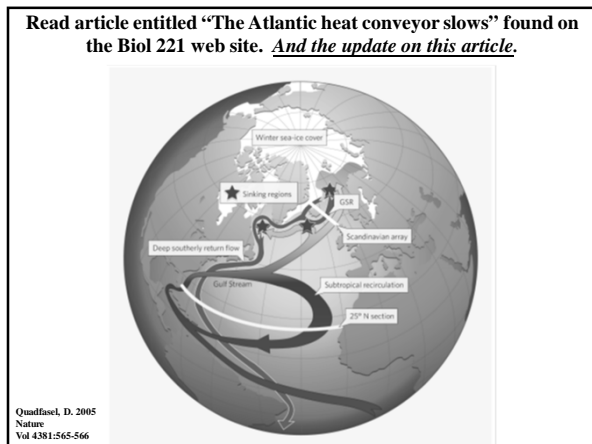 Read article entitled “The Atlantic heat conveyor slows” found on
the Biol 221 web site. And the update on this article.
Winter sea-ice cover
Sinking regions
GSR
Scandinavian array
Deep southerly return flow
Gulf Stream
Subtropical recirculation
25° N section
Quadfasel, D. 2005
Nature
Vol 4381:565-566